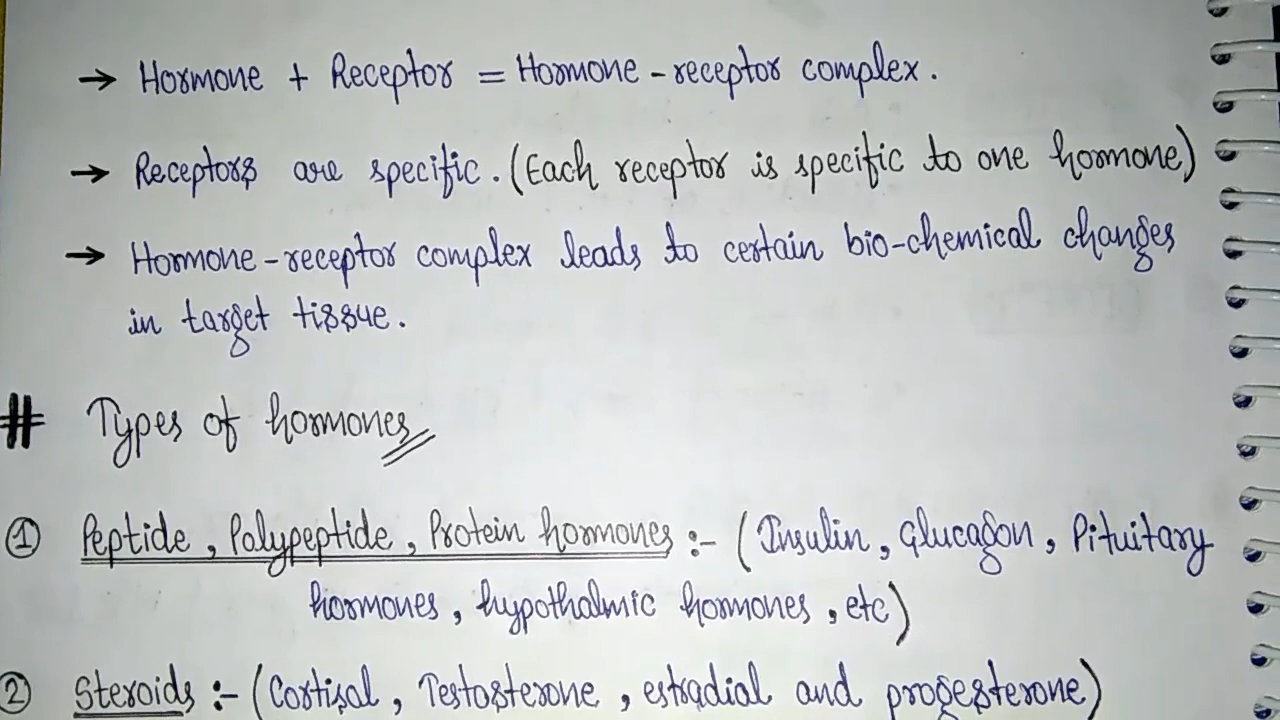 → Hormone + Receptor = Hormone-receptor complex.
→ Receptors are specific. (Each receptor is specific to one hormone)
→ Hormone-receptor complex leads to certain bio-chemical changes
in target tissue.
# Types of hormones
① Peptide, Polypeptide, Protein hormones :- (Insulin, Glucagon, Pituitary
hormones, hypothalmic hormones, etc)
② Steroids :- (Cortisol, Testosterone, estradial and progesterone)